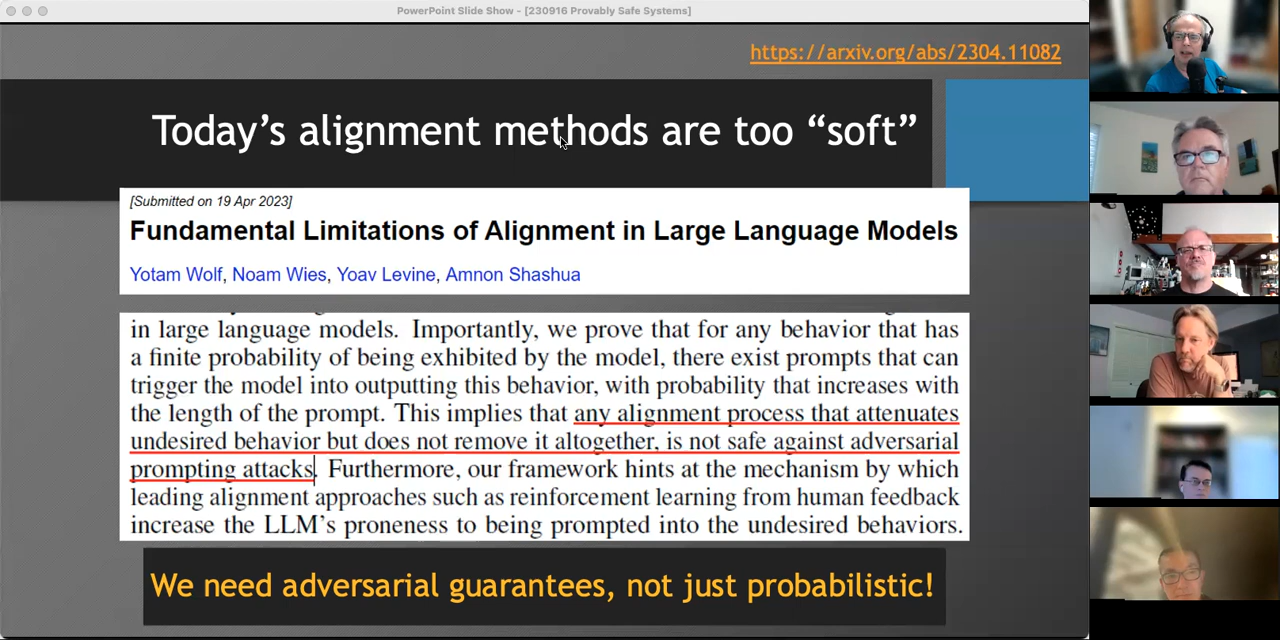 PowerPoint Slide Show - [230916 Provably Safe Systems]
https://arxiv.org/abs/2304.11082
Today’s alignment methods are too “soft”
[Submitted on 19 Apr 2023]
Fundamental Limitations of Alignment in Large Language Models
Yotam Wolf, Noam Wies, Yoav Levine, Amnon Shashua
in large language models. Importantly, we prove that for any behavior that has
a finite probability of being exhibited by the model, there exist prompts that can
trigger the model into outputting this behavior, with probability that increases with
the length of the prompt. This implies that any alignment process that attenuates
undesired behavior but does not remove it altogether, is not safe against adversarial
prompting attacks. Furthermore, our framework hints at the mechanism by which
leading alignment approaches such as reinforcement learning from human feedback
increase the LLM’s proneness to being prompted into the undesired behaviors.
We need adversarial guarantees, not just probabilistic!